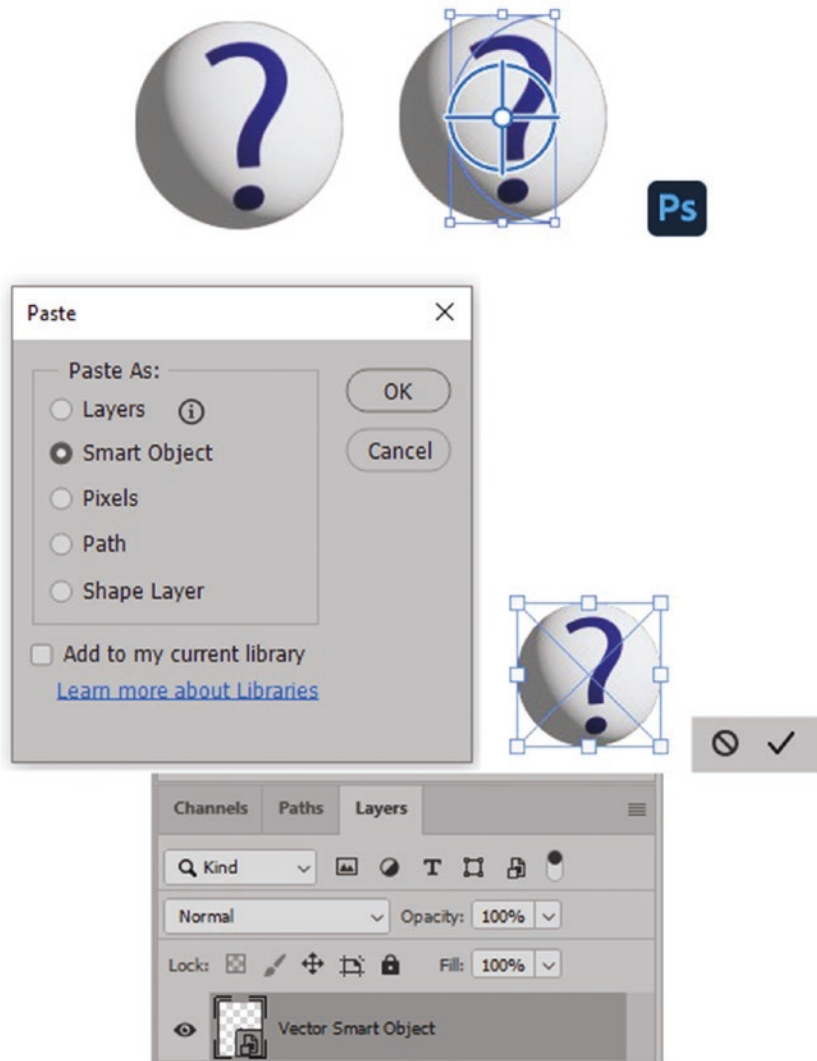 ?
?
Ps
Paste
Paste As:
Layers
Smart Object
Pixels
Path
Shape Layer
OK
Cancel
Add to my current library
Learn more about Libraries
?
Channels Paths Layers
Kind T
Normal Opacity: 100%
Lock: Fill: 100%
Vector Smart Object